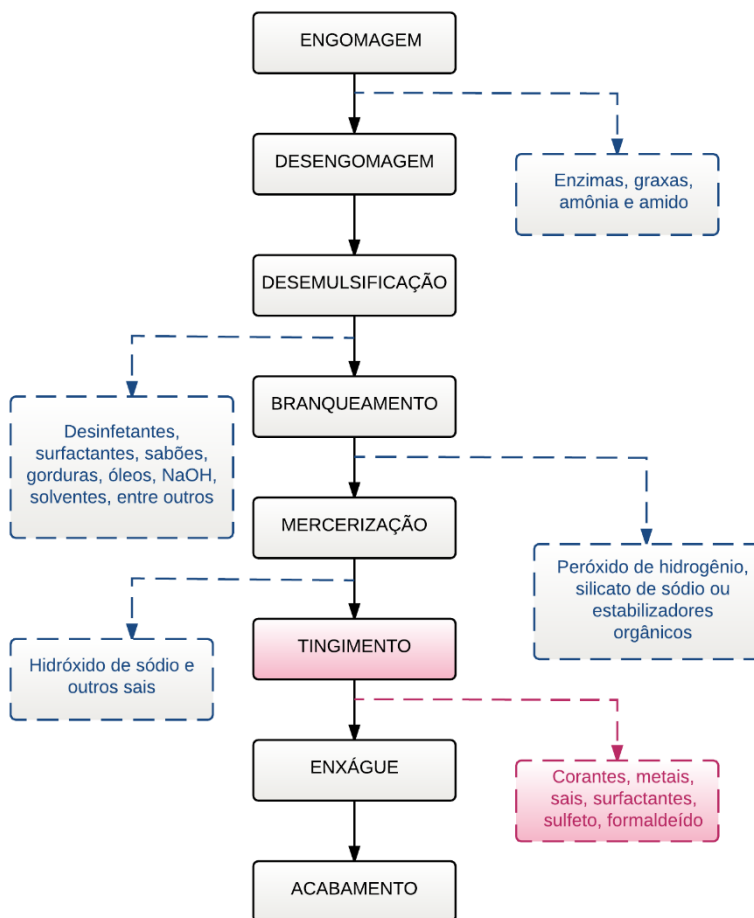 ENGOMAGEM
DESENGOMAGEM
Enzimas, graxas,
amônia e amido
DESEMULSIFICAÇÃO
BRANQUEAMENTO
Desinfetantes,
surfactantes, sabões,
gorduras, óleos, NaOH,
solventes, entre outros
MERCERIZAÇÃO
Peróxido de hidrogênio,
silicato de sódio ou
estabilizadores
orgânicos
TINGIMENTO
Hidróxido de sódio e
outros sais
ENXÁGUE
Corantes, metais,
sais, surfactantes,
sulfeto, formaldeído
ACABAMENTO